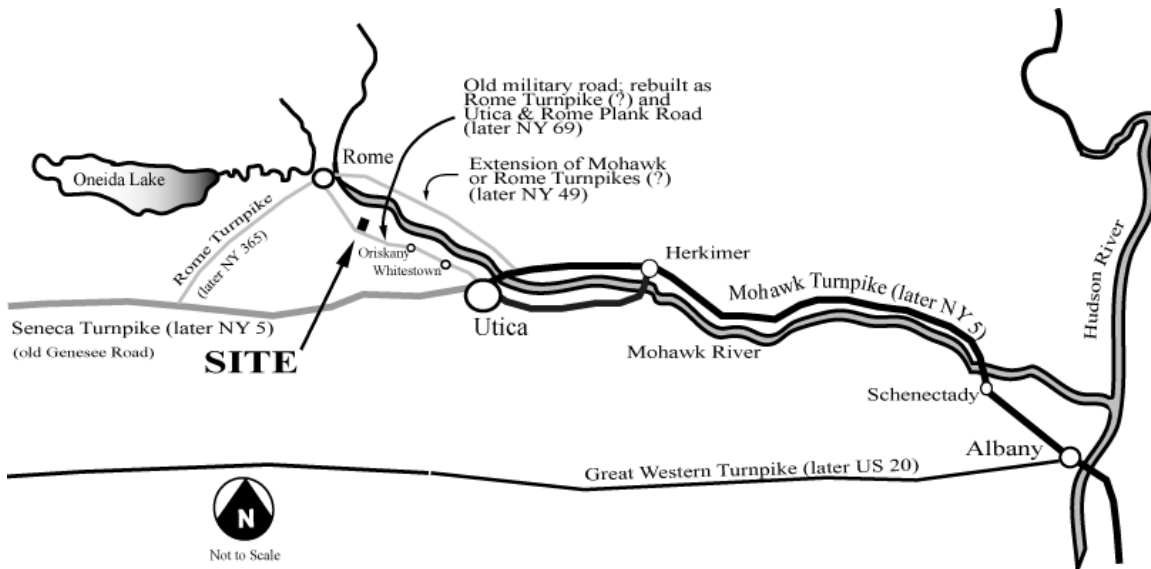 Old military road; rebuilt as
Rome Turnpike (?) and
Utica & Rome Plank Road
(later NY 69)
Rome
Extension of Mohawk
or Rome Turnpikes (?)
(later NY 49)
Oneida Lake
Rome Turnpike
(later NY 365)
Oriskany
Whitestown
Herkimer
Hudson River
Mohawk Turnpike (later NY 5)
Utica
Seneca Turnpike (later NY 5)
(old Genesee Road)
SITE
Mohawk River
Schenectady
Albany
Great Western Turnpike (later US 20)
N
Not to Scale